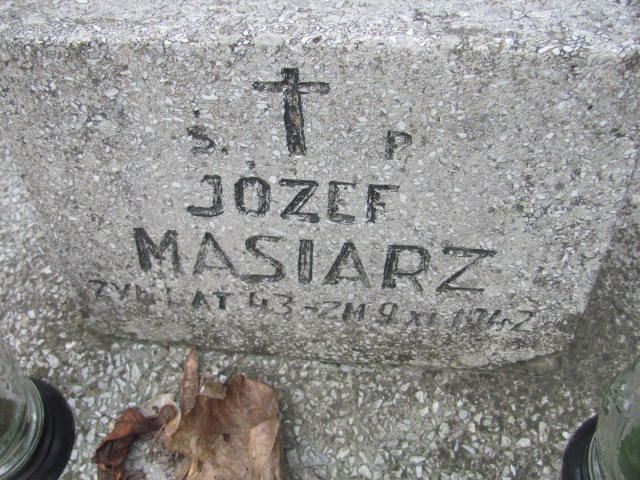 Ś. P
JÓZEF
MASIARZ
ŻYŁ LAT 43 - ZM 9 XI 1942